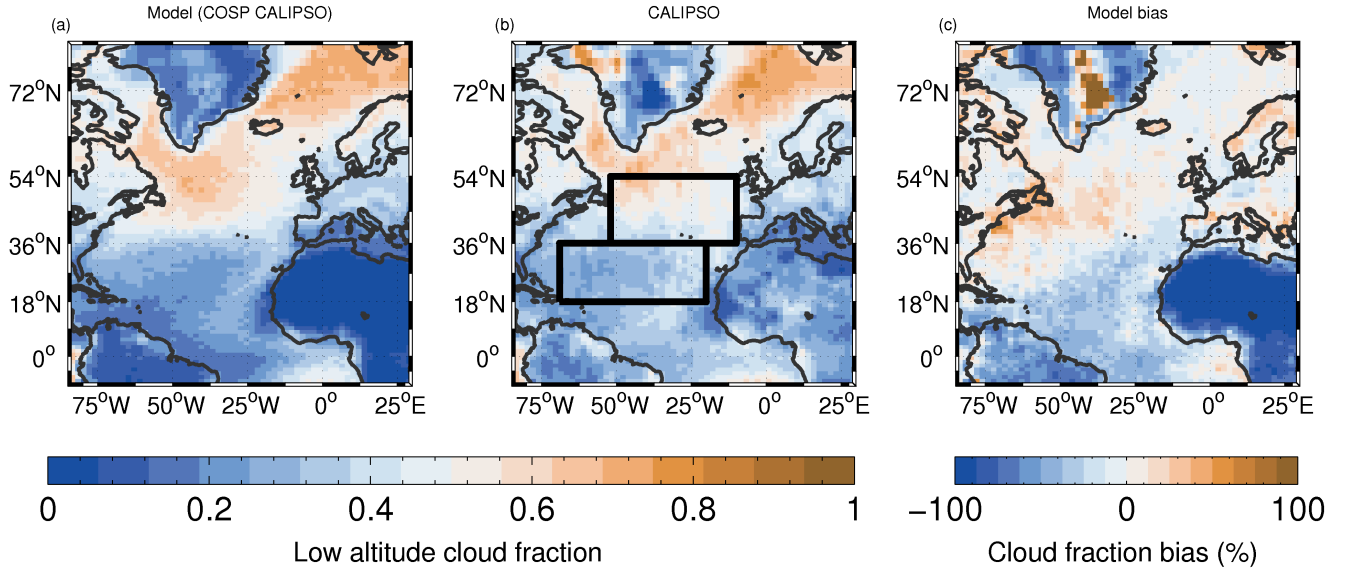 (a) Model (COSP CALIPSO)
(b) CALIPSO
(c) Model bias
72°N
54°N
36°N
18°N
0°
75°W 50°W 25°W 0° 25°E
72°N
54°N
36°N
18°N
0°
75°W 50°W 25°W 0° 25°E
72°N
54°N
36°N
18°N
0°
75°W 50°W 25°W 0° 25°E
0 0.2 0.4 0.6 0.8 1
Low altitude cloud fraction
−100 0 100
Cloud fraction bias (%)